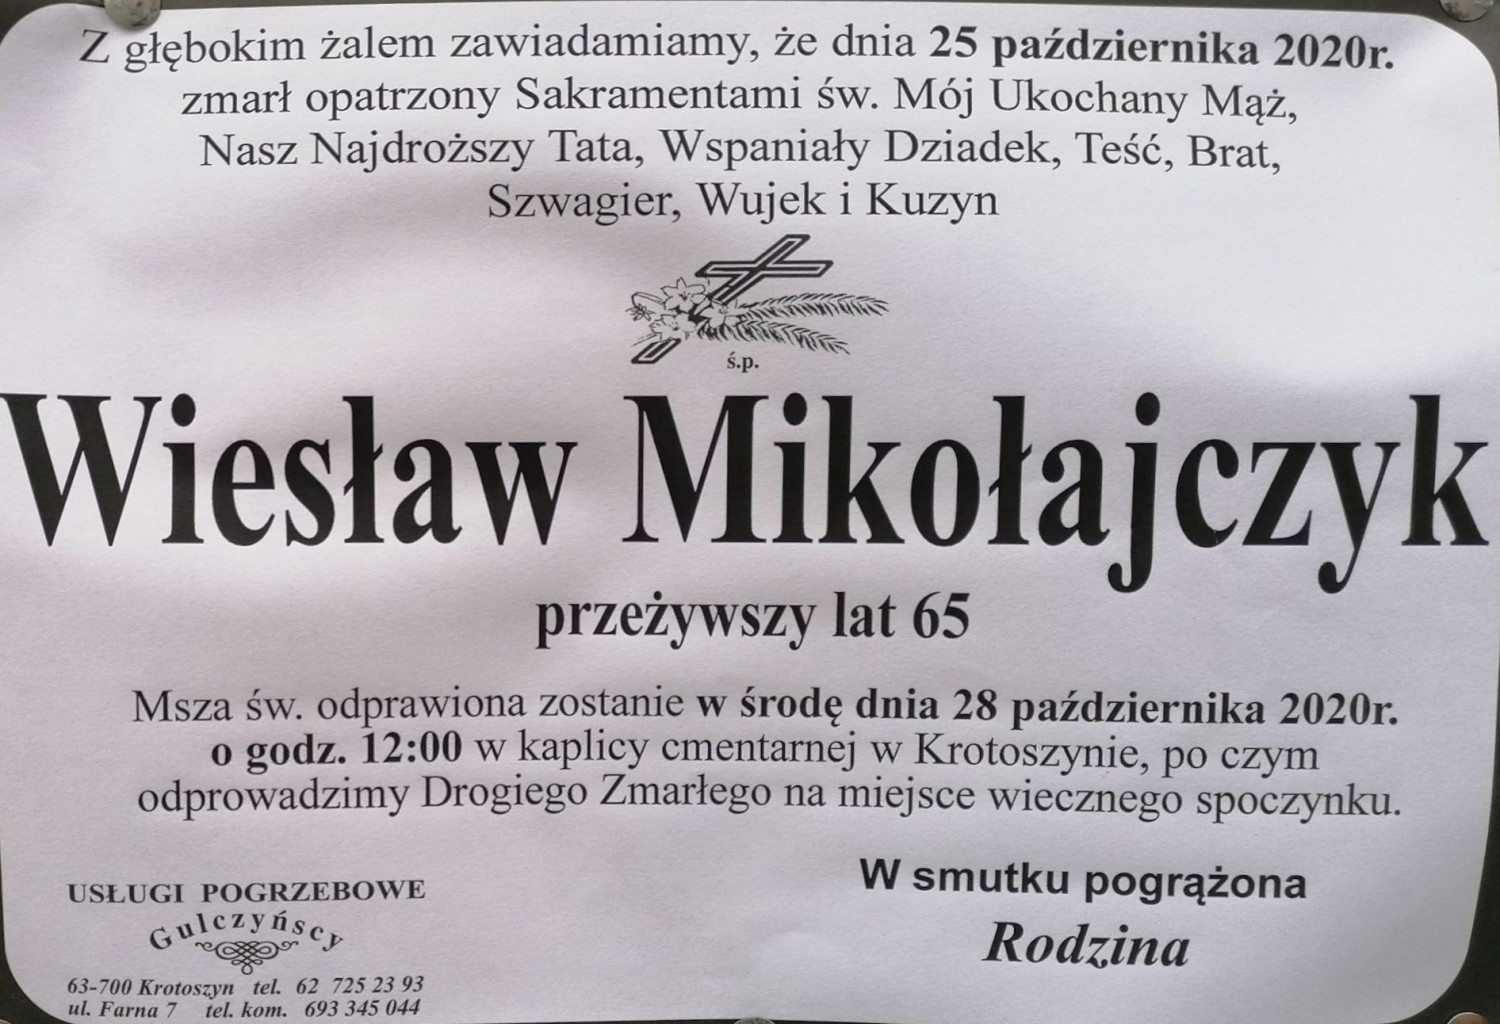 Z głębokim żalem zawiadamiamy, że dnia 25 października 2020r.
zmarł opatrzony Sakramentami św. Mój Ukochany Mąż,
Nasz Najdroższy Tata, Wspaniały Dziadek, Teść, Brat,
Szwagier, Wujek i Kuzyn
ś.p.
Wiesław Mikołajczyk
przeżywszy lat 65
Msza św. odprawiona zostanie w środę dnia 28 października 2020r.
o godz. 12:00 w kaplicy cmentarnej w Krotoszynie, po czym
odprowadzimy Drogiego Zmarłego na miejsce wiecznego spoczynku.
W smutku pogrążona
Rodzina
USŁUGI POGRZEBOWE
Gulczyńscy
63-700 Krotoszyn tel. 62 725 23 93
ul. Farna 7 tel. kom. 693 345 044